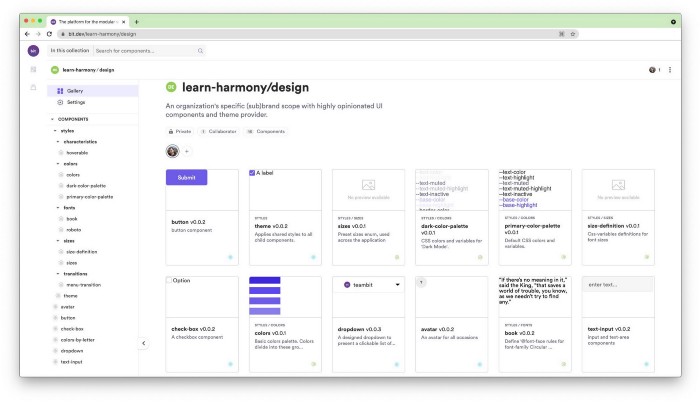 The platform for the modular
bit.dev/learn-harmony/design
In this collection
Search for components...
learn-harmony / design
1
Gallery
Settings
COMPONENTS
styles
characteristics
hoverable
colors
colors
dark-color-palette
primary-color-palette
fonts
book
roboto
sizes
size-definition
sizes
transitions
menu-transition
theme
avatar
button
check-box
colors-by-letter
dropdown
text-input
learn-harmony/design
An organization's specific (sub)brand scope with highly opinionated UI
components and theme provider.
Private
Collaborator
Components
Submit
button v0.0.2
button component
A label
STYLES
theme v0.0.2
Applies shared styles to all
child components.
No preview available
STYLES / SIZES
sizes v0.0.1
Preset sizes enum, used
across the application
--text-color
--text-highlight
--text-muted
--text-muted-highlight
--text-inactive
--base-color
--base-highlight
--border-color
STYLES / COLORS
dark-color-palette
v0.0.1
CSS colors and variables for
'Dark Mode'.
--text-color
--text-highlight
--text-muted
--text-muted-highlight
--text-inactive
--base-color
--base-highlight
STYLES / COLORS
primary-color-palette
v0.0.1
Default CSS colors and
variables.
No preview available
STYLES / SIZES
size-definition v0.0.1
Css variables definitions for
font sizes
Option
check-box v0.0.2
A checkbox component
STYLES / COLORS
colors v0.0.1
Basic colors palette. Colors
divide into these gro...
teambit
dropdown v0.0.3
A designed dropdown to
present a clickable list of...
avatar v0.0.2
An avatar for all occasions
"If there's no meaning in it,"
said the King, "that saves a
world of trouble, you know,
as we needn't try to find
any."
STYLES / FONTS
book v0.0.2
Define '@font-face rules for
font-family Circular ...
enter text...
text-input v0.0.2
Input and text-area
components